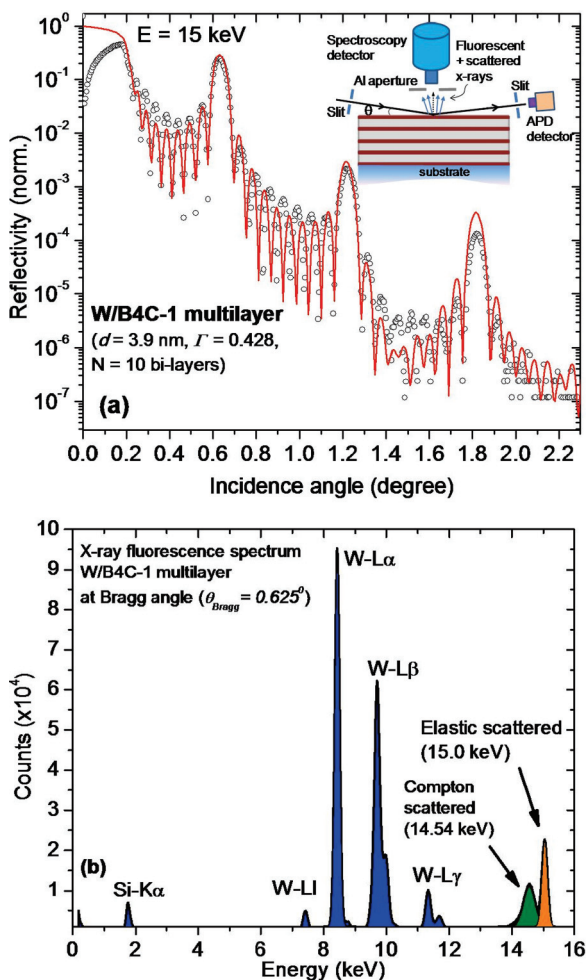 E = 15 keV
Spectroscopy
detector
Fluorescent
+ scattered
x-rays
Al aperture
Slit
θ
Slit
APD
detector
substrate
Reflectivity (norm.)
10⁰
10⁻¹
10⁻²
10⁻³
10⁻⁴
10⁻⁵
10⁻⁶
10⁻⁷
W/B4C-1 multilayer
(d = 3.9 nm, Γ = 0.428,
N = 10 bi-layers)
(a)
0.0 0.2 0.4 0.6 0.8 1.0 1.2 1.4 1.6 1.8 2.0 2.2
Incidence angle (degree)
X-ray fluorescence spectrum
W/B4C-1 multilayer
at Bragg angle (θBragg = 0.625⁰)
W-Lα
W-Lβ
Elastic scattered
(15.0 keV)
Compton
scattered
(14.54 keV)
(b)
Si-Kα
W-Ll
W-Lγ
Counts (x10⁴)
10
9
8
7
6
5
4
3
2
1
0 2 4 6 8 10 12 14 16
Energy (keV)